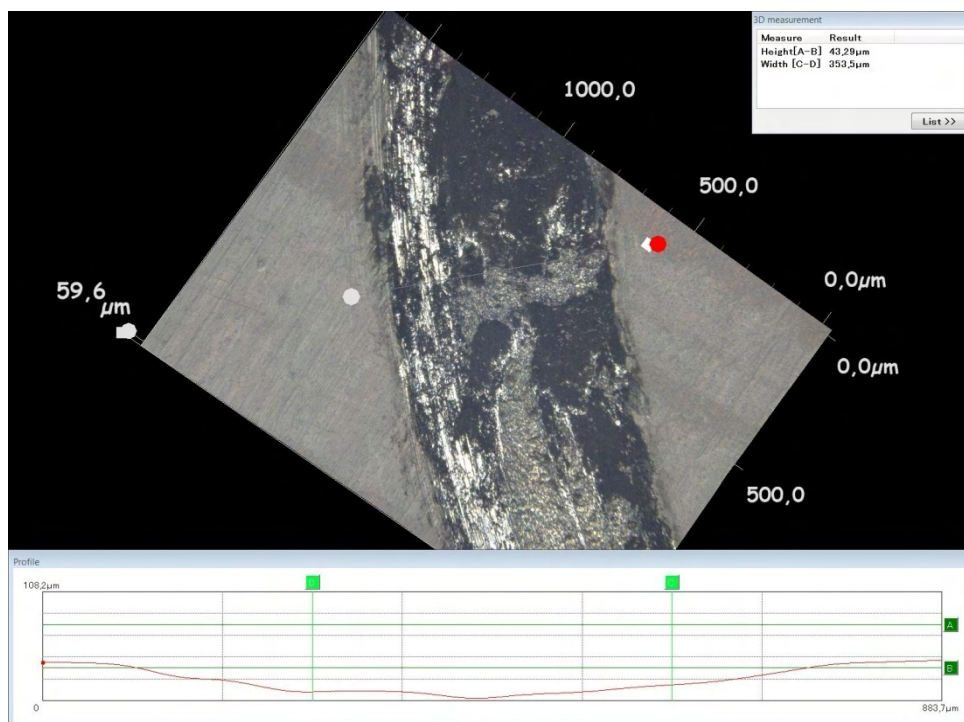 3D measurement
Measure Result
Height[A-B] 43,29µm
Width [C-D] 353,5µm
List >>
1000,0
500,0
0,0µm
59,6
µm
0,0µm
500,0
Profile
108,2µm
A
B
0
883,7µm